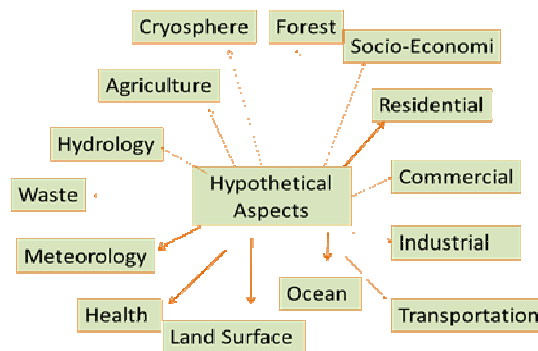 Cryosphere
Forest
Socio-Economi
Agriculture
Residential
Hydrology
Hypothetical
Aspects
Commercial
Waste
Meteorology
Industrial
Ocean
Health
Land Surface
Transportation